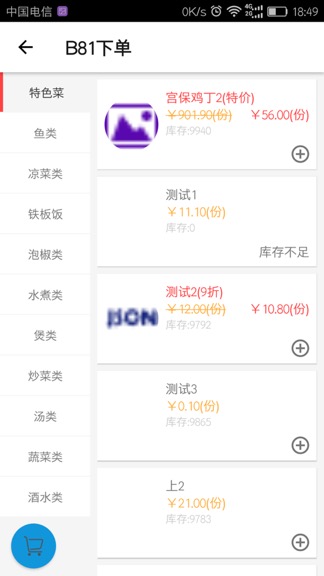 中国电信 0K/s 4G 2G 18:49
B81下单
特色菜
鱼类
凉菜类
铁板饭
泡椒类
水煮类
煲类
炒菜类
汤类
蔬菜类
酒水类
宫保鸡丁2(特价)
￥901.90(份) ￥56.00(份)
库存:9940
测试1
￥11.10(份)
库存:0
库存不足
JSON
测试2(9折)
￥12.00(份) ￥10.80(份)
库存:9792
测试3
￥0.10(份)
库存:9865
上2
￥21.00(份)
库存:9783